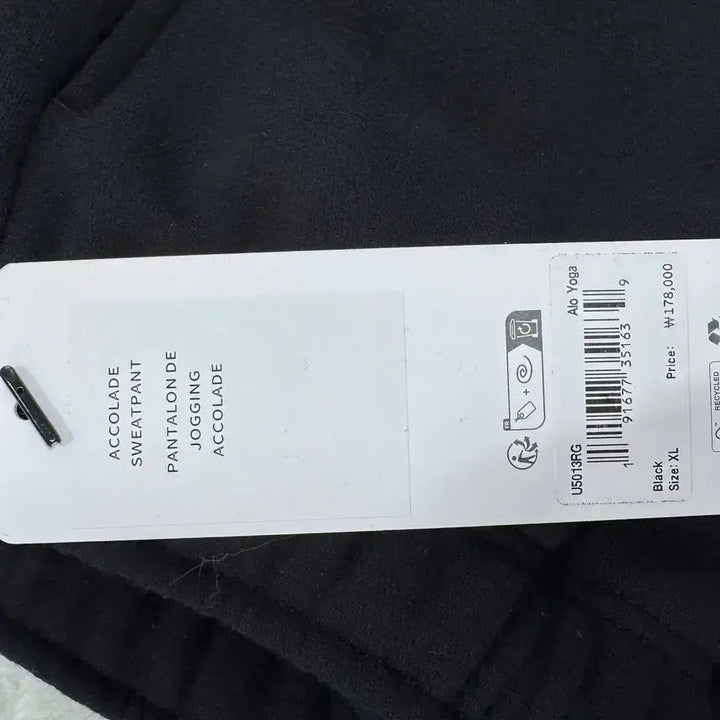 ACCOLADE
SWEATPANT
PANTALON DE
JOGGING
ACCOLADE
FR
Alo Yoga
U5013RG
1 91677 35163 9
Black
Size: XL
Price: ₩178,000
RECYCLED